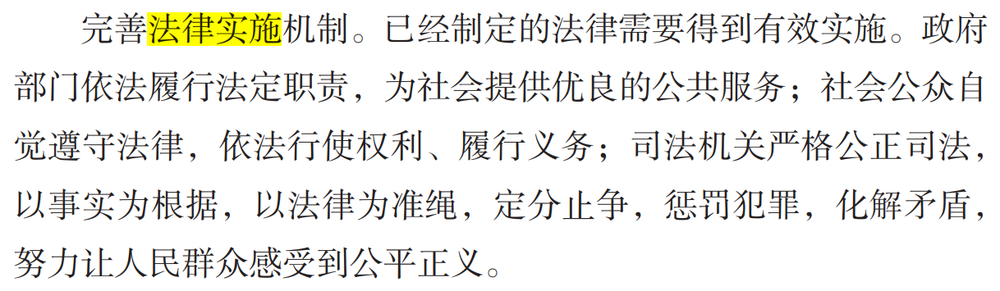 完善法律实施机制。已经制定的法律需要得到有效实施。政府
部门依法履行法定职责，为社会提供优良的公共服务；社会公众自
觉遵守法律，依法行使权利、履行义务；司法机关严格公正司法，
以事实为根据，以法律为准绳，定分止争，惩罚犯罪，化解矛盾，
努力让人民群众感受到公平正义。